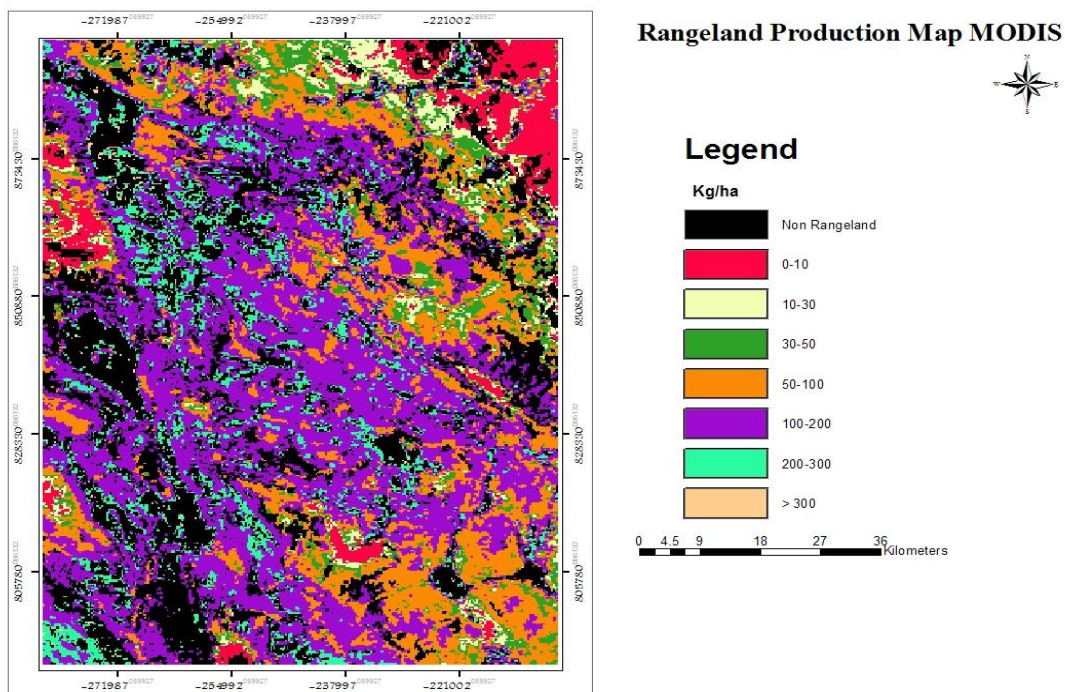 -271987 -254992 -237997 -221002
Rangeland Production Map MODIS
N
W E
S
873430
850880
828330
805780
873430
850880
828330
805780
Legend
Kg/ha
Non Rangeland
0-10
10-30
30-50
50-100
100-200
200-300
> 300
0 4.5 9 18 27 36
Kilometers
-271987 -254992 -237997 -221002